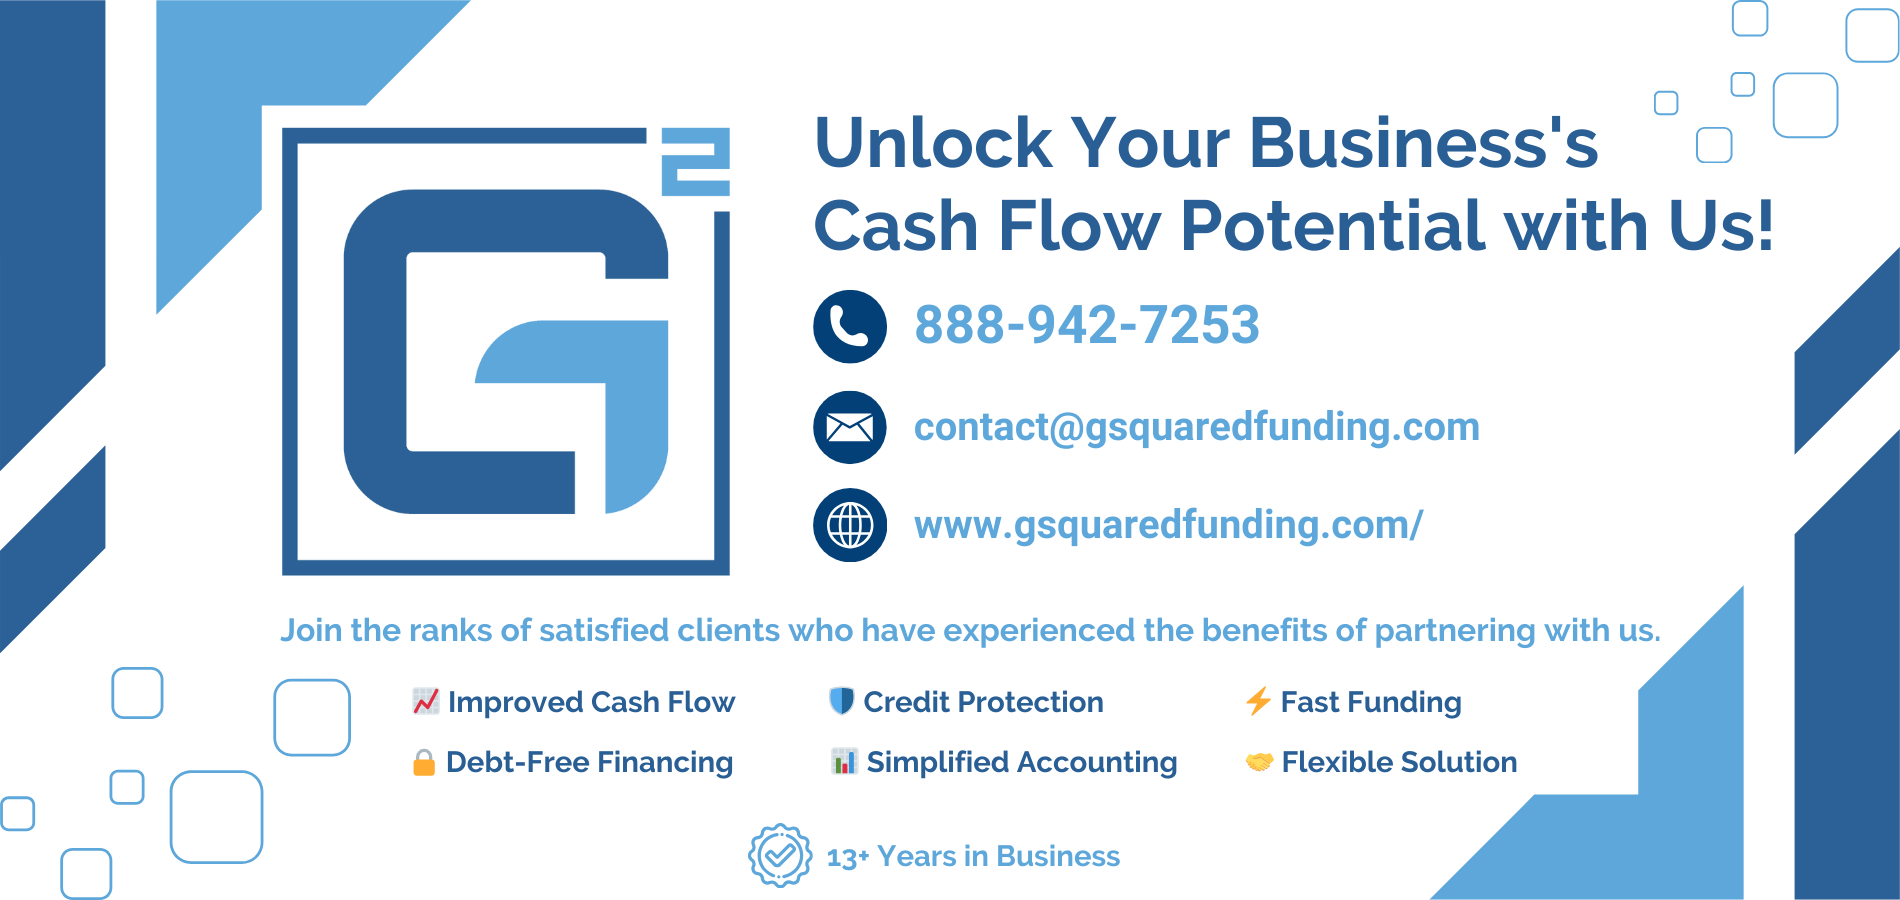 G2
Unlock Your Business's
Cash Flow Potential with Us!
888-942-7253
contact@gsquaredfunding.com
www.gsquaredfunding.com/
Join the ranks of satisfied clients who have experienced the benefits of partnering with us.
Improved Cash Flow
Credit Protection
Fast Funding
Debt-Free Financing
Simplified Accounting
Flexible Solution
13+ Years in Business